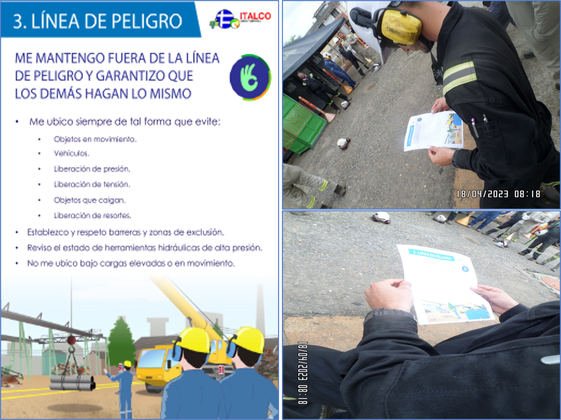 3. LÍNEA DE PELIGRO
ITALCO
ME MANTENGO FUERA DE LA LÍNEA
DE PELIGRO Y GARANTIZO QUE
LOS DEMÁS HAGAN LO MISMO
• Me ubico siempre de tal forma que evite:
• Objetos en movimiento.
• Vehículos.
• Liberación de presión,
• Liberación de tensión.
• Objetos que caigan.
• Liberación de resortes.
• Establezco y respeto barreras y zonas de exclusión.
• Reviso el estado de herramientas hidráulicas de alta presión.
• No me ubico bajo cargas elevadas o en movimiento.
18/04/2023 08:18
18/04/2023 08:18